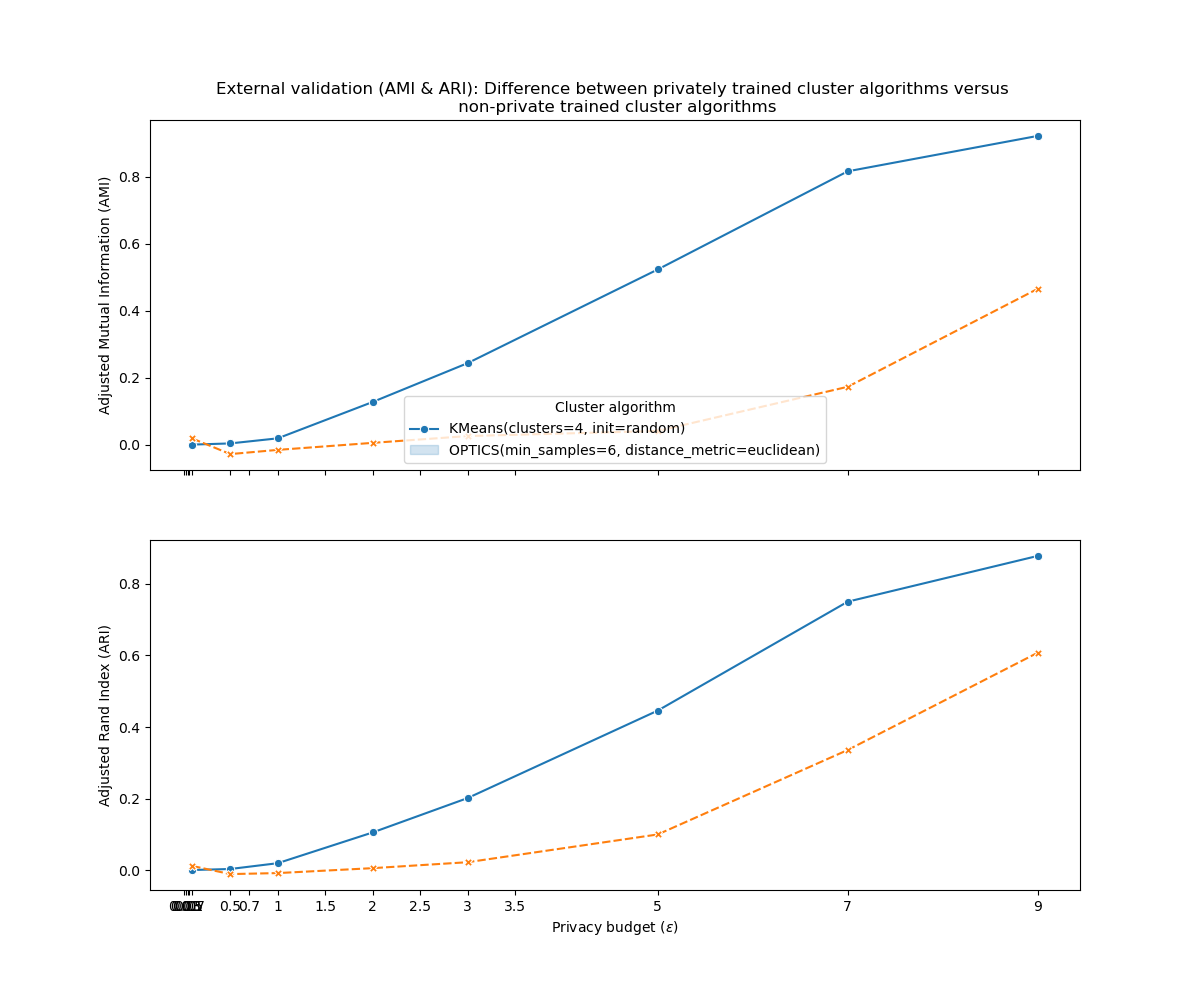 External validation (AMI & ARI): Difference between privately trained cluster algorithms versus
non-private trained cluster algorithms
Adjusted Mutual Information (AMI)
0.8
0.6
0.4
0.2
0.0
Cluster algorithm
KMeans(clusters=4, init=random)
OPTICS(min_samples=6, distance_metric=euclidean)
Adjusted Rand Index (ARI)
0.8
0.6
0.4
0.2
0.0
0.5 0.7 1 1.5 2 2.5 3 3.5 5 7 9
Privacy budget (ε)